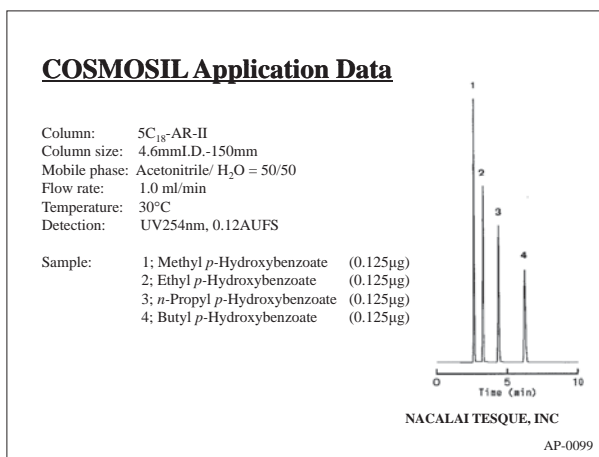 COSMOSIL Application Data
Column: 5C18-AR-II
Column size: 4.6mmI.D.-150mm
Mobile phase: Acetonitrile/ H2O = 50/50
Flow rate: 1.0 ml/min
Temperature: 30°C
Detection: UV254nm, 0.12AUFS
Sample: 1; Methyl p-Hydroxybenzoate (0.125μg)
2; Ethyl p-Hydroxybenzoate (0.125μg)
3; n-Propyl p-Hydroxybenzoate (0.125μg)
4; Butyl p-Hydroxybenzoate (0.125μg)
1
2
3
4
0 5 10
Time (min)
NACALAI TESQUE, INC
AP-0099